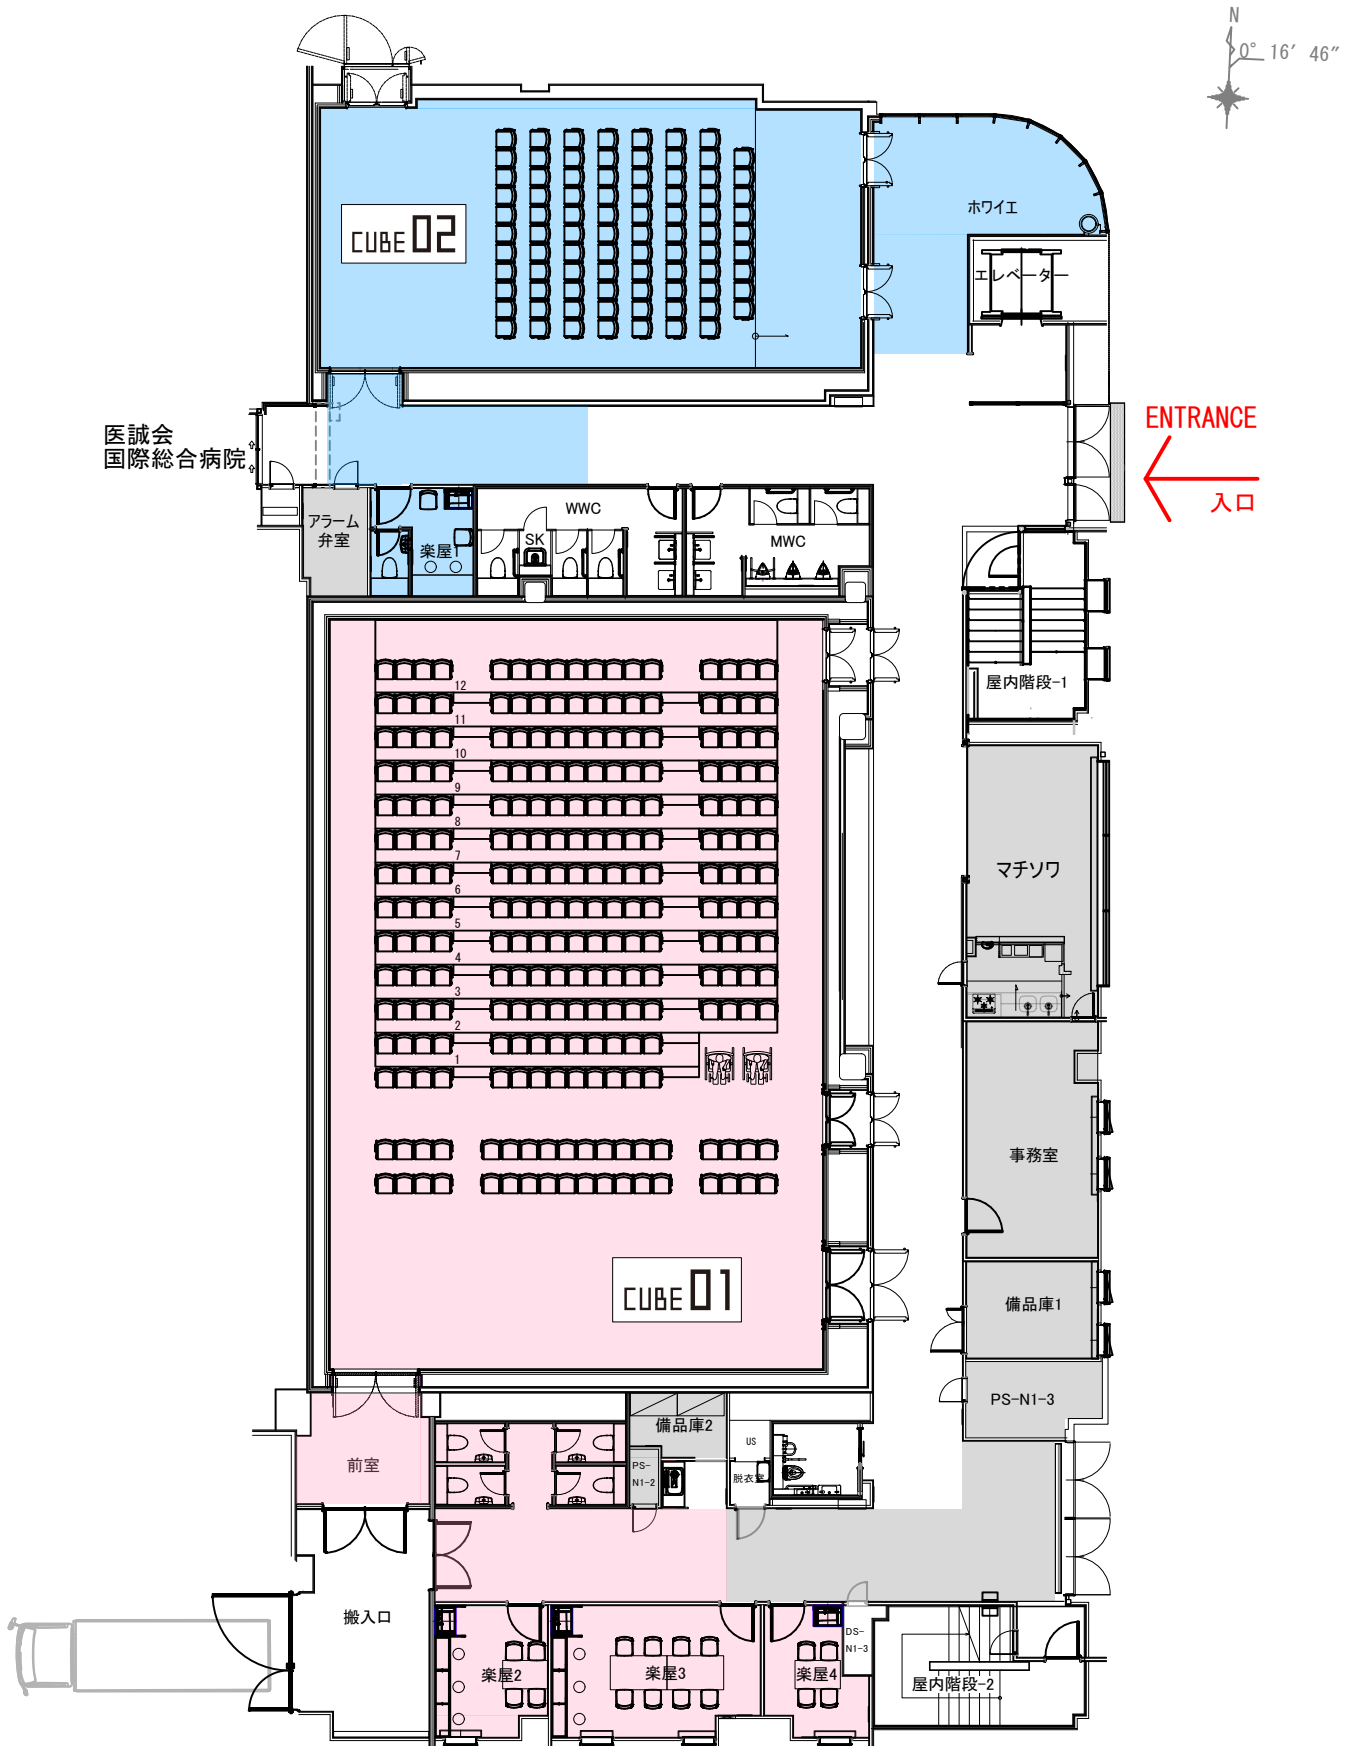 N
0° 16′ 46″
ホワイエ
CUBE 02
エレベーター
ENTRANCE
入口
医誠会
国際総合病院
アラーム
弁室
楽屋1
WWC
SK
MWC
屋内階段-1
12
11
10
9
8
7
6
5
4
3
2
1
マチソワ
事務室
CUBE 01
備品庫1
PS-N1-3
備品庫2
US
前室
PS-
N1-2
脱衣室
搬入口
DS-
N1-3
楽屋2
楽屋3
楽屋4
屋内階段-2